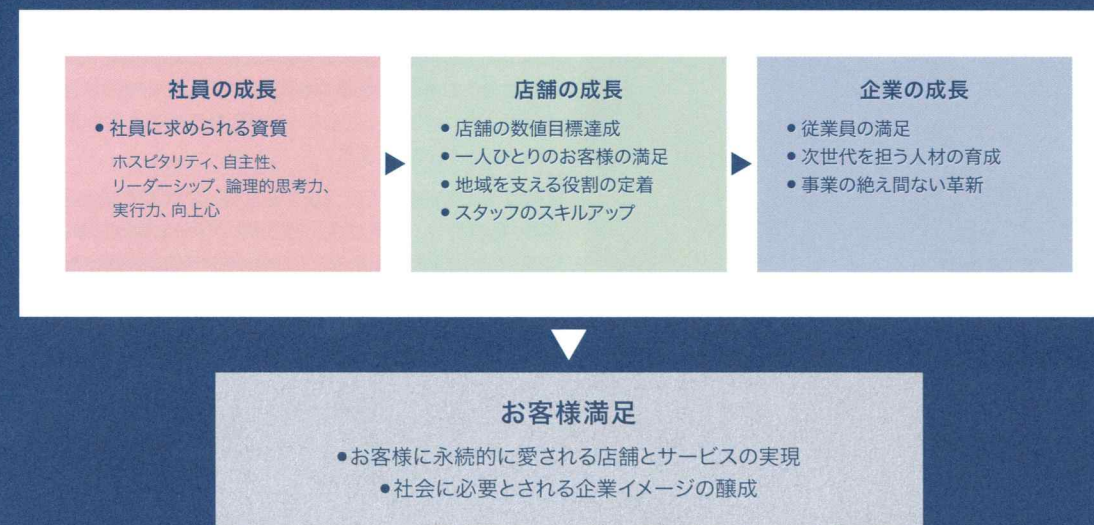 社員の成長
● 社員に求められる資質
ホスピタリティ、自主性、
リーダーシップ、論理的思考力、
実行力、向上心
店舗の成長
● 店舗の数値目標達成
● 一人ひとりのお客様の満足
● 地域を支える役割の定着
● スタッフのスキルアップ
企業の成長
● 従業員の満足
● 次世代を担う人材の育成
● 事業の絶え間ない革新
お客様満足
●お客様に永続的に愛される店舗とサービスの実現
●社会に必要とされる企業イメージの醸成